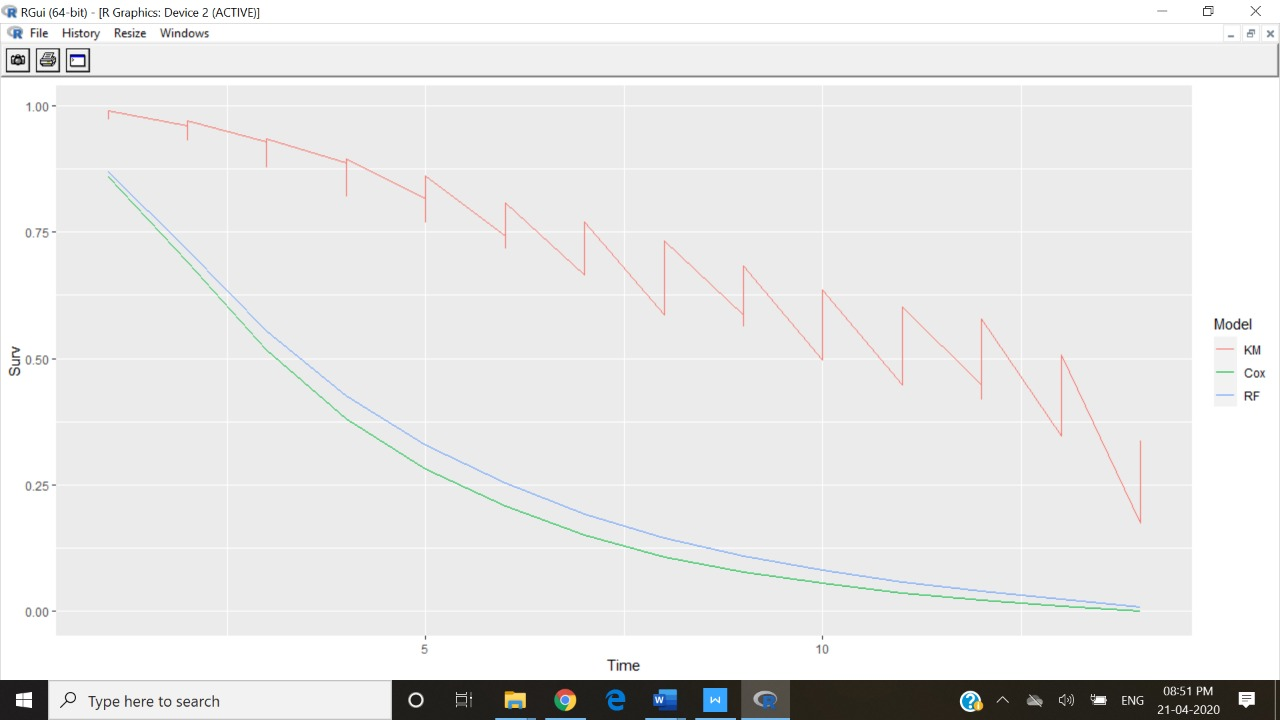 RGui (64-bit) - [R Graphics: Device 2 (ACTIVE)]
File History Resize Windows
1.00
0.75
0.50
0.25
0.00
Surv
5
10
Time
Model
KM
Cox
RF
Type here to search
ENG
08:51 PM
21-04-2020